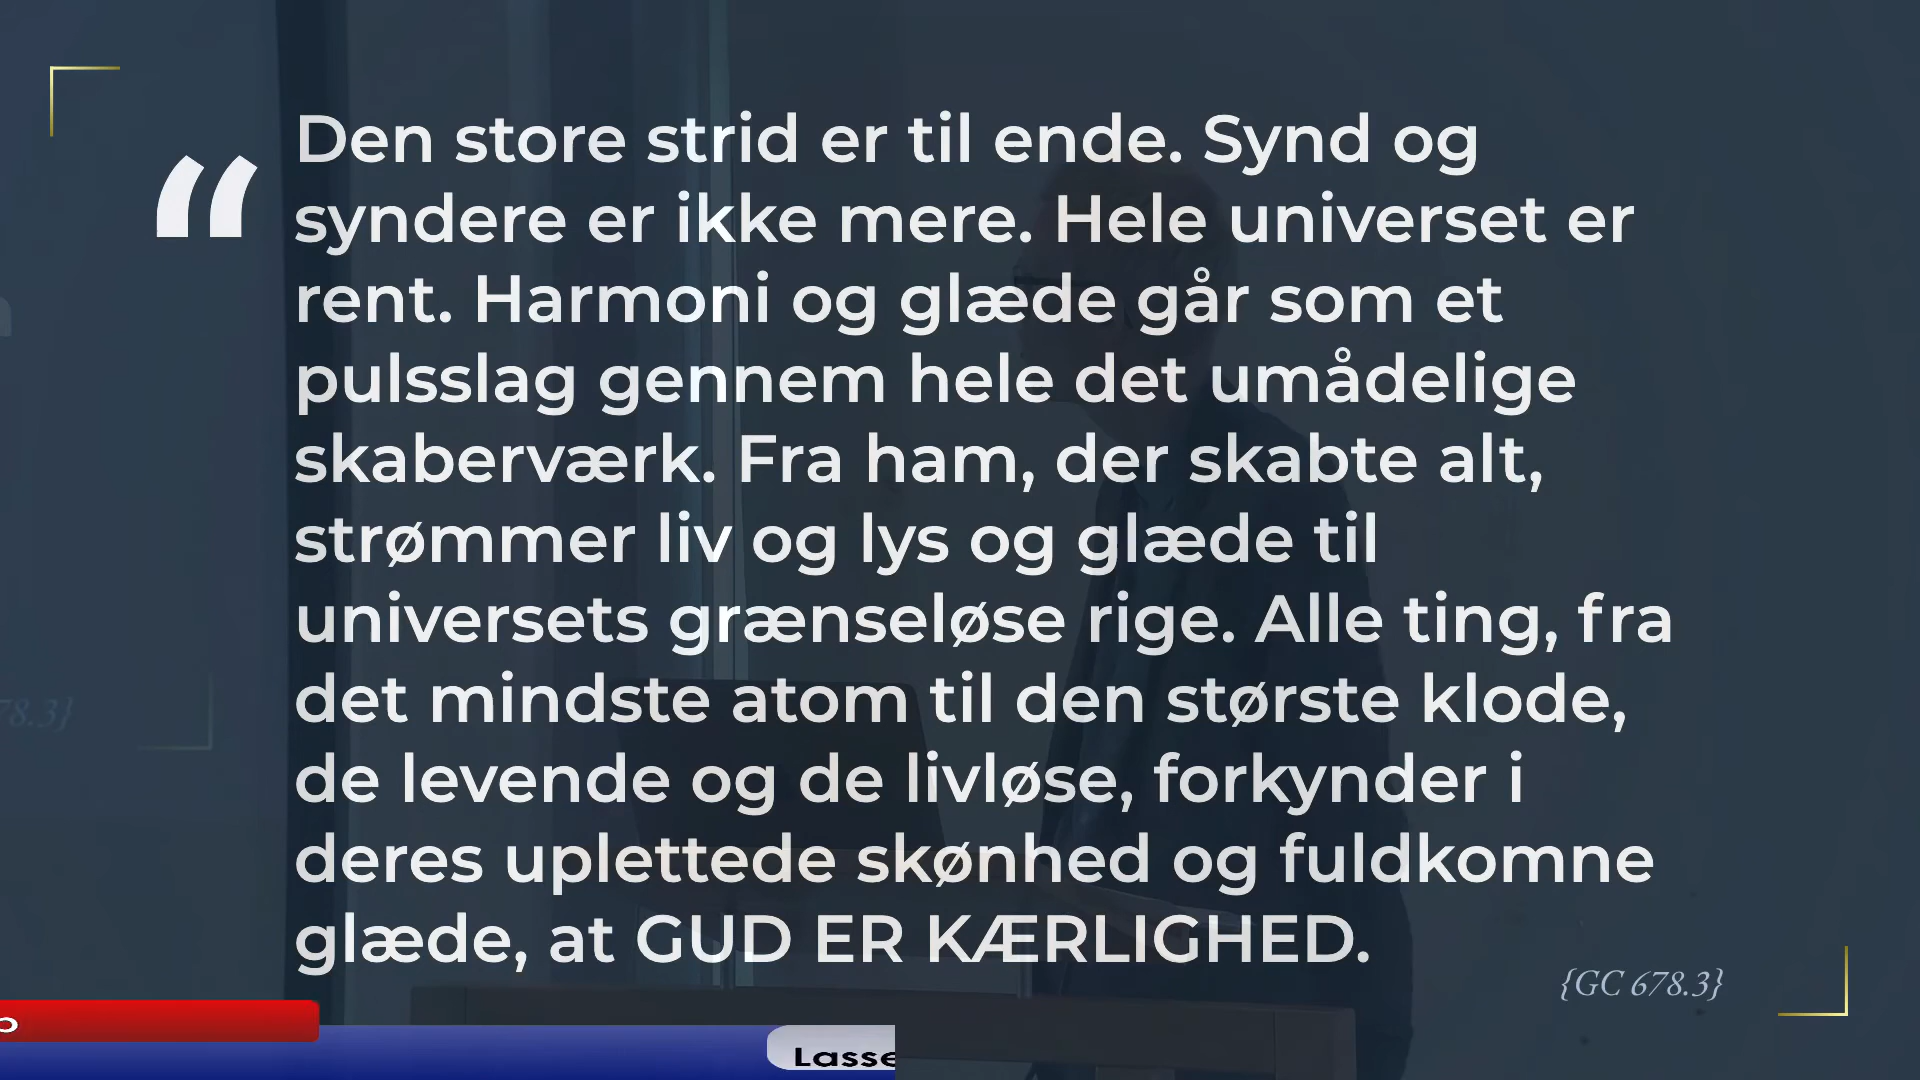 “
Den store strid er til ende. Synd og
syndere er ikke mere. Hele universet er
rent. Harmoni og glæde går som et
pulsslag gennem hele det umådelige
skaberværk. Fra ham, der skabte alt,
strømmer liv og lys og glæde til
universets grænseløse rige. Alle ting, fra
det mindste atom til den største klode,
de levende og de livløse, forkynder i
deres uplettede skønhed og fuldkomne
glæde, at GUD ER KÆRLIGHED.
78.3}
{GC 678.3}
Lasse